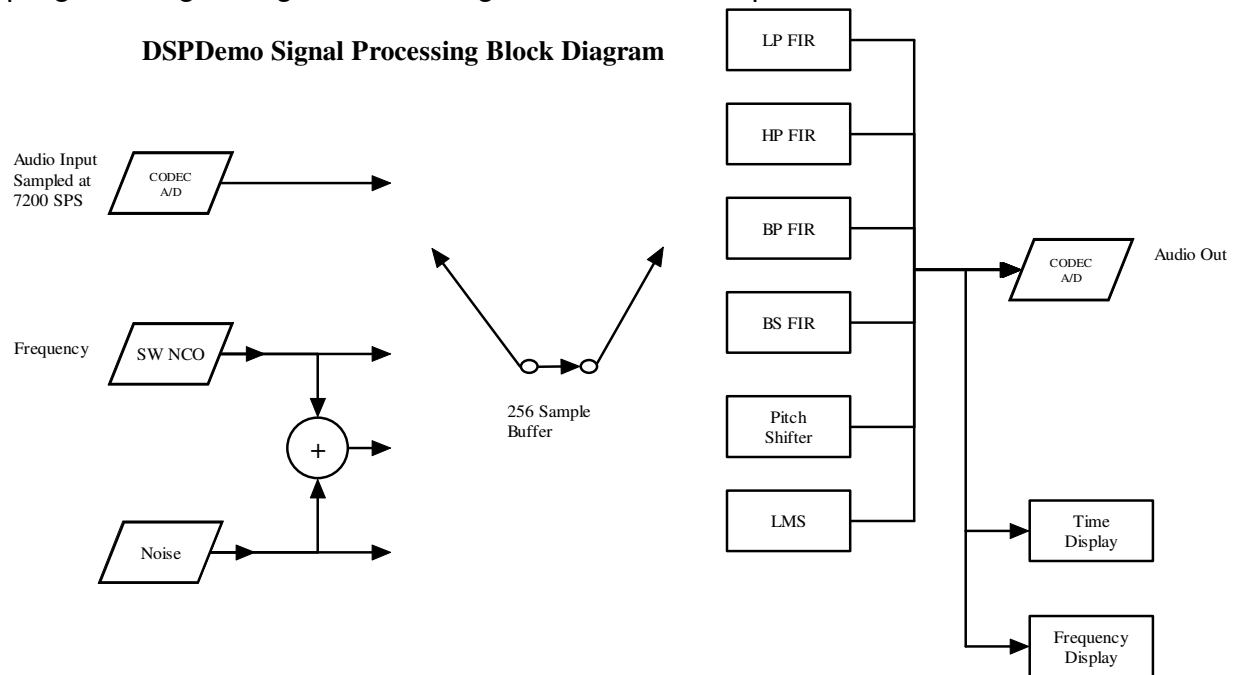 DSPDemo Signal Processing Block Diagram
LP FIR
HP FIR
Audio Input
Sampled at
7200 SPS
CODEC
A/D
BP FIR
CODEC
A/D
Audio Out
BS FIR
Frequency
SW NCO
256 Sample
Buffer
Pitch
Shifter
+
LMS
Noise
Time
Display
Frequency
Display